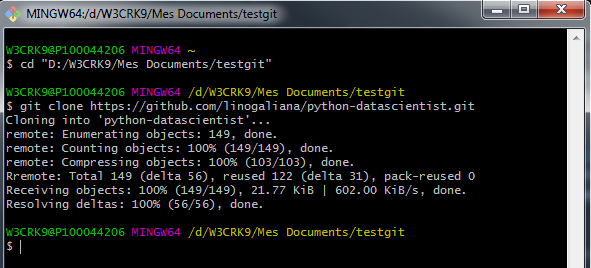 MINGW64:/d/W3CRK9/Mes Documents/testgit
W3CRK9@P100044206 MINGW64 ~
$ cd "D:/W3CRK9/Mes Documents/testgit"
W3CRK9@P100044206 MINGW64 /d/W3CRK9/Mes Documents/testgit
$ git clone https://github.com/linogaliana/python-datascientist.git
Cloning into 'python-datascientist'...
remote: Enumerating objects: 149, done.
remote: Counting objects: 100% (149/149), done.
remote: Compressing objects: 100% (103/103), done.
Rremote: Total 149 (delta 56), reused 122 (delta 31), pack-reused 0
Receiving objects: 100% (149/149), 21.77 KiB | 602.00 KiB/s, done.
Resolving deltas: 100% (56/56), done.
W3CRK9@P100044206 MINGW64 /d/W3CRK9/Mes Documents/testgit
$